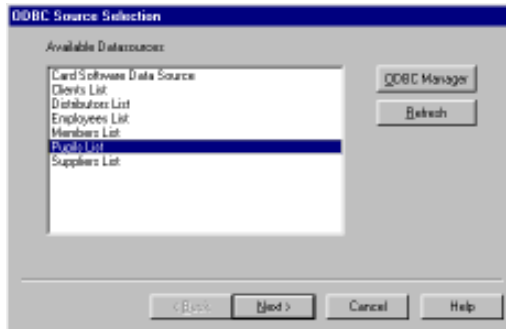 ODBC Source Selection
Available Datasources:
Card Software Data Source
Clients List
Distributors List
Employees List
Members List
Pupils List
Suppliers List
ODBC Manager
Refresh
< Back
Next >
Cancel
Help